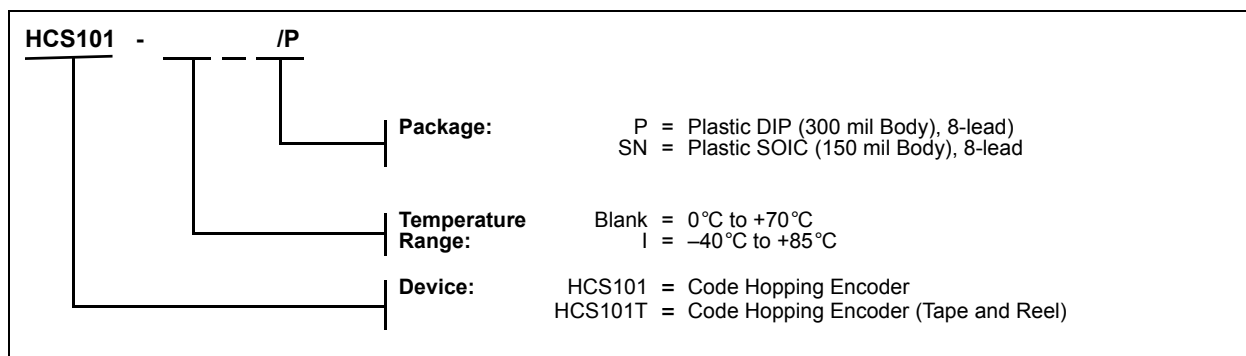 HCS101 - /P
Package: P = Plastic DIP (300 mil Body), 8-lead)
SN = Plastic SOIC (150 mil Body), 8-lead
Temperature Blank = 0°C to +70°C
Range: I = –40°C to +85°C
Device: HCS101 = Code Hopping Encoder
HCS101T = Code Hopping Encoder (Tape and Reel)